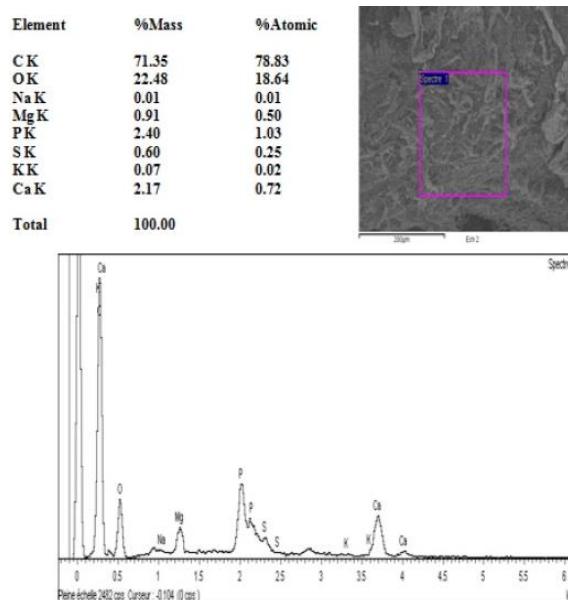 Element %Mass %Atomic
C K 71.35 78.83
O K 22.48 18.64
Na K 0.01 0.01
Mg K 0.91 0.50
P K 2.40 1.03
S K 0.60 0.25
K K 0.07 0.02
Ca K 2.17 0.72
Total 100.00
Spectre 1
200µm Ech 2
Spectre
Ca
K
C
O
Na
Mg
P
P
S
S
K
K
Ca
Ca
0 0.5 1 1.5 2 2.5 3 3.5 4 4.5 5 5.5 6
Pleine échelle 2482 cps Curseur : -0.104 (0 cps)